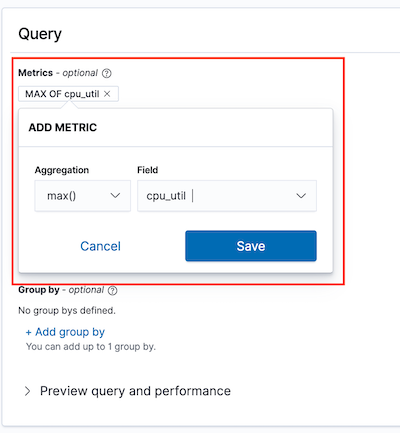 Query
Metrics - optional
MAX OF cpu_util ×
ADD METRIC
Aggregation Field
max() cpu_util
Cancel Save
Group by - optional
No group bys defined.
+ Add group by
You can add up to 1 group by.
Preview query and performance